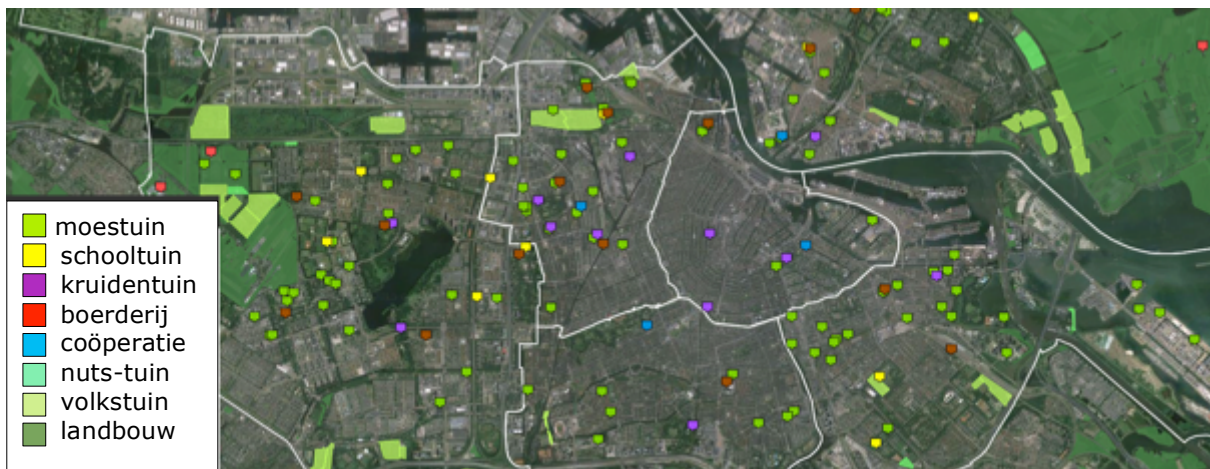 moestuin
schooltuin
kruidentuin
boerderij
coöperatie
nuts-tuin
volkstuin
landbouw